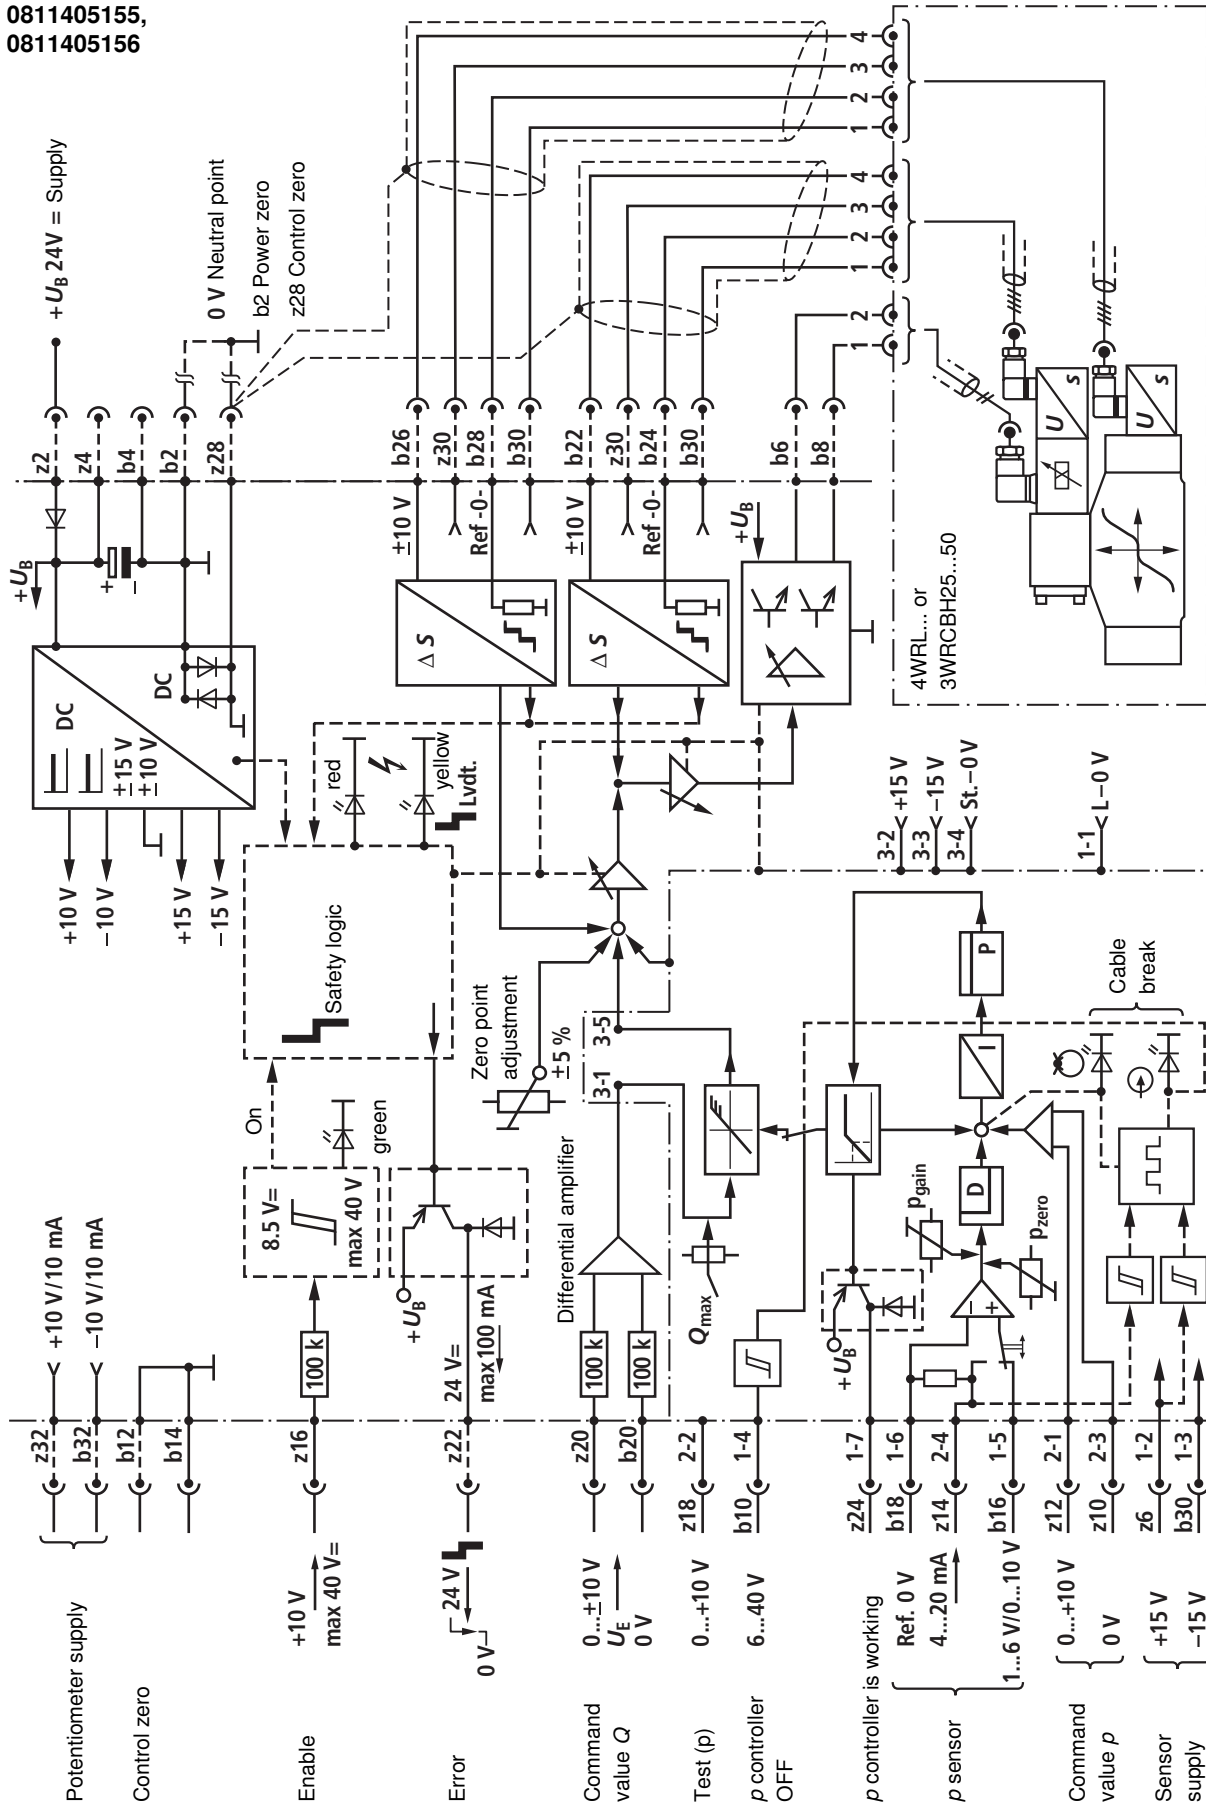 0811405155,
0811405156
+UB 24V = Supply
0 V Neutral point
b2 Power zero
z28 Control zero
z2
z4
b4
b2
z28
+UB
+
–
DC
DC
±15 V
±10 V
+10 V
–10 V
+15 V
–15 V
b26
z30
b28
b30
b22
z30
b24
b30
b6
b8
±10 V
Ref -0-
±10 V
Ref -0-
+UB
Δ S
Δ S
4
3
2
1
4
3
2
1
2
1
4WRL... or
3WRCBH25...50
U
s
U
s
red
yellow
Lvdt.
Safety logic
On
green
8.5 V=
max 40 V
+UB
24 V=
max100 mA
Zero point
adjustment
±5 %
3-1
3-5
Differential amplifier
100 k
100 k
100 k
Qmax
3-2
+15 V
3-3
–15 V
3-4
St.–0 V
1-1
L–0 V
P
I
D
Cable
break
pgain
pzero
+UB
–
+
z32
+10 V/10 mA
b32
–10 V/10 mA
b12
b14
z16
z22
z20
b20
z18
2-2
b10
1-4
z24
1-7
b18
1-6
z14
2-4
b16
1-5
z12
2-1
z10
2-3
z6
1-2
b30
1-3
Potentiometer supply
Control zero
Enable
+10 V
max 40 V=
Error
24 V
0 V
Command
value Q
0...±10 V
UE
0 V
Test (p)
0...+10 V
p controller
OFF
6...40 V
p controller is working
p sensor
Ref. 0 V
4...20 mA
1...6 V/0...10 V
Command
value p
0...+10 V
0 V
Sensor
supply
+15 V
–15 V